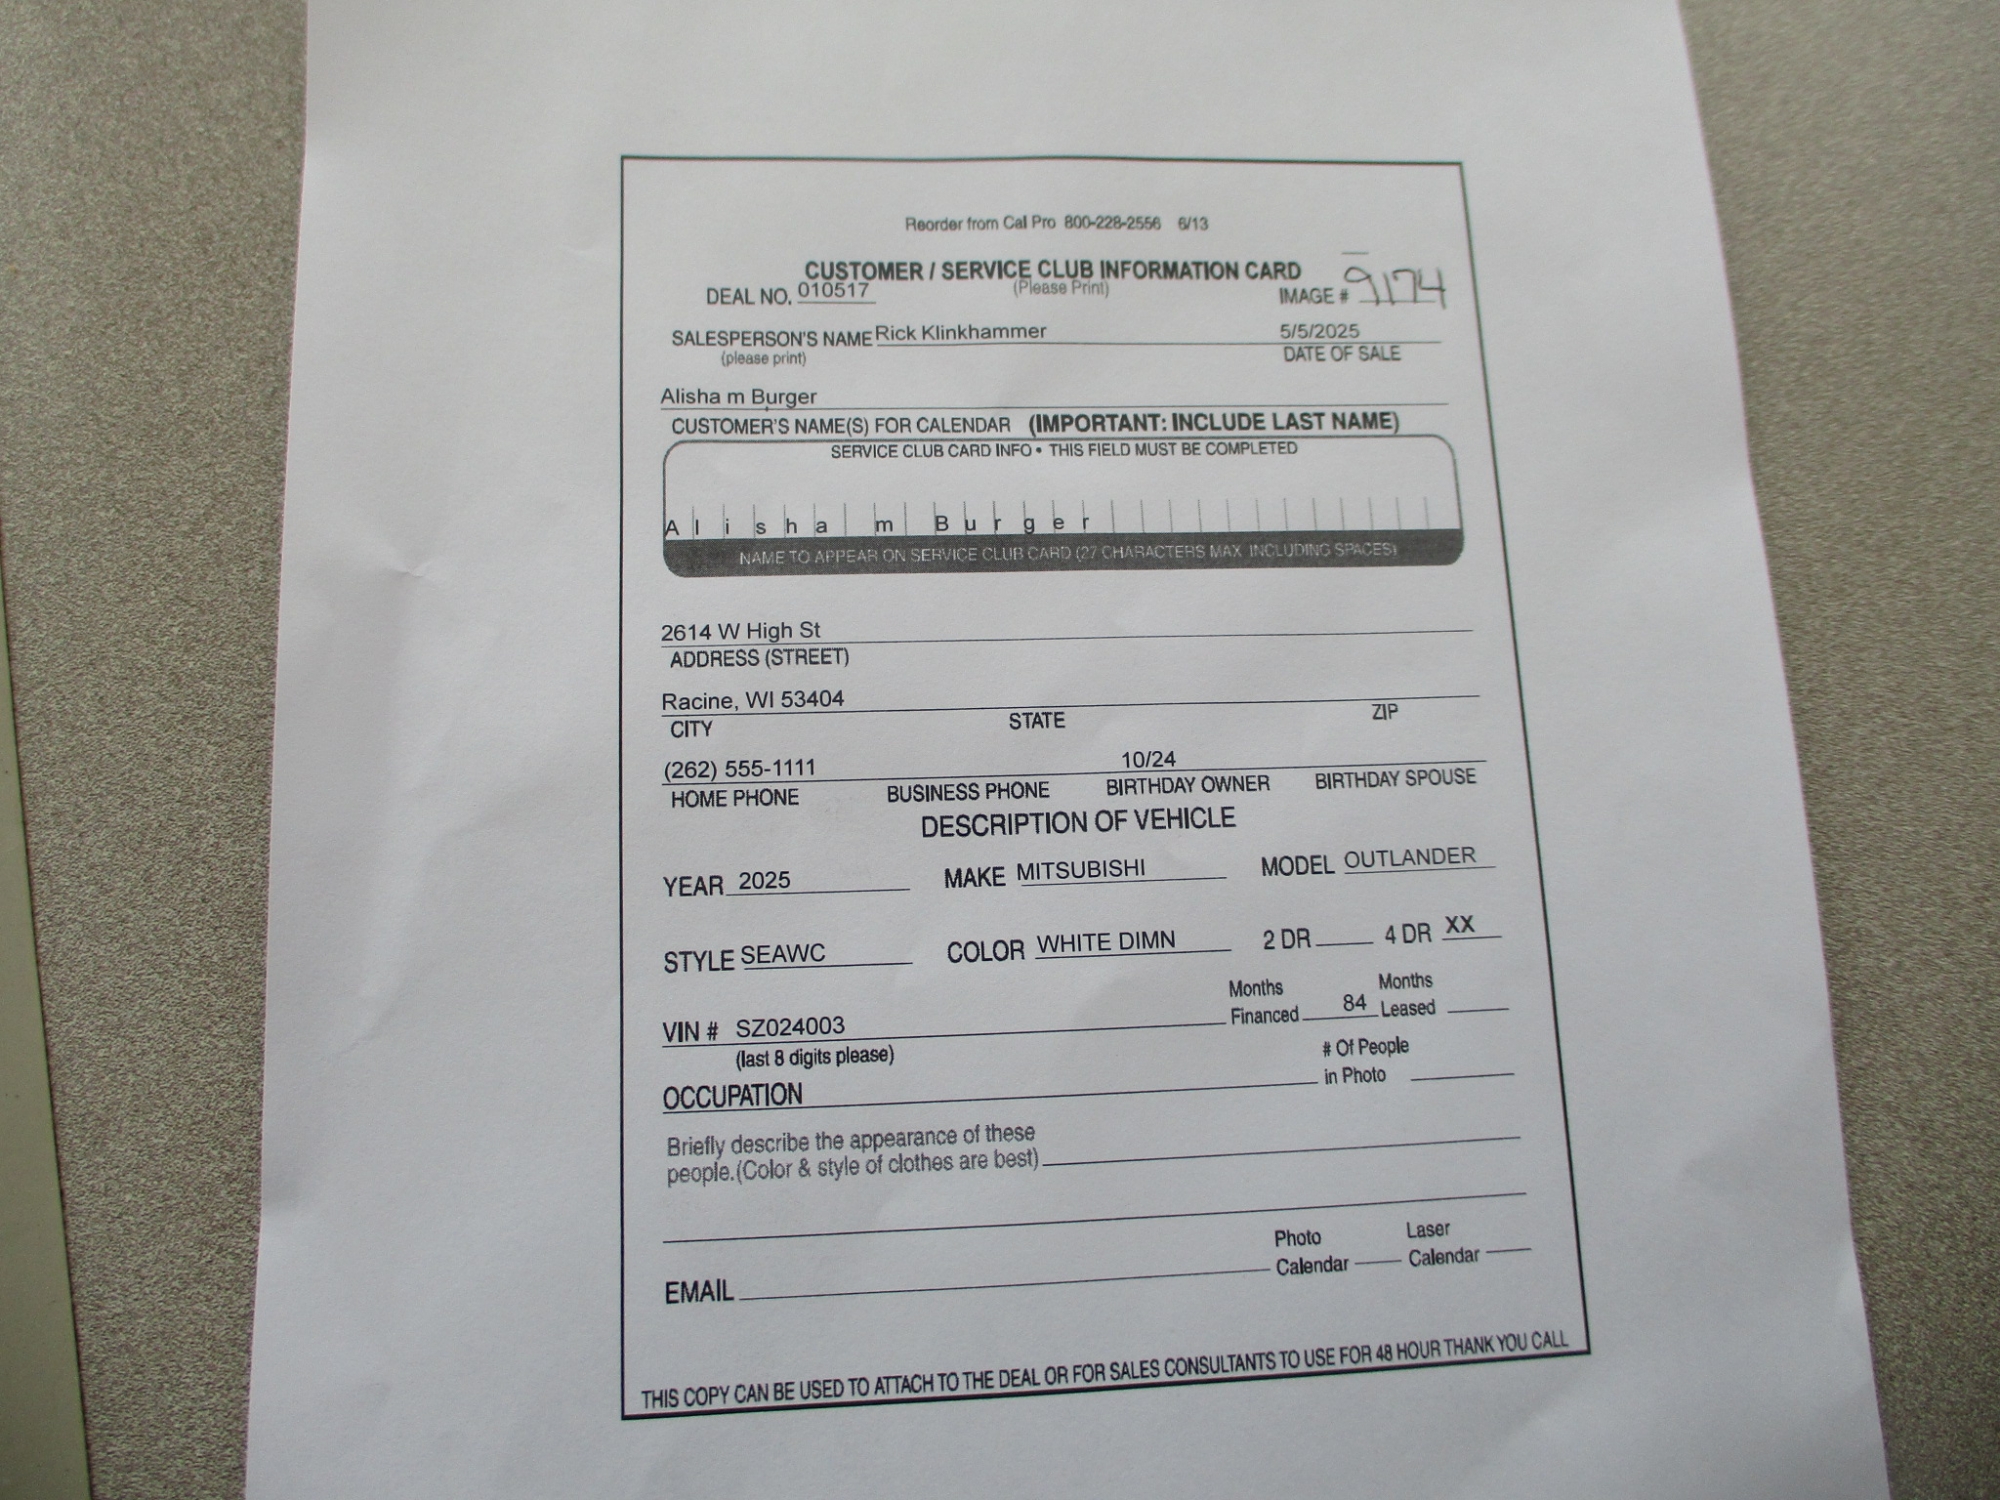 Reorder from Cal Pro 800-228-2556 6/13
CUSTOMER / SERVICE CLUB INFORMATION CARD
DEAL NO. 010517 (Please Print) IMAGE # 9174
SALESPERSON'S NAME Rick Klinkhammer 5/5/2025
(please print) DATE OF SALE
Alisha m Burger
CUSTOMER'S NAME(S) FOR CALENDAR (IMPORTANT: INCLUDE LAST NAME)
SERVICE CLUB CARD INFO • THIS FIELD MUST BE COMPLETED
Alisha m Burger
NAME TO APPEAR ON SERVICE CLUB CARD (27 CHARACTERS MAX INCLUDING SPACES)
2614 W High St
ADDRESS (STREET)
Racine, WI 53404
CITY STATE ZIP
(262) 555-1111 10/24
HOME PHONE BUSINESS PHONE BIRTHDAY OWNER BIRTHDAY SPOUSE
DESCRIPTION OF VEHICLE
YEAR 2025 MAKE MITSUBISHI MODEL OUTLANDER
STYLE SEAWC COLOR WHITE DIMN 2 DR 4 DR XX
Months Months
VIN # SZ024003 Financed 84 Leased
(last 8 digits please) # Of People
OCCUPATION in Photo
Briefly describe the appearance of these
people.(Color & style of clothes are best)
Photo Laser
EMAIL Calendar Calendar
THIS COPY CAN BE USED TO ATTACH TO THE DEAL OR FOR SALES CONSULTANTS TO USE FOR 48 HOUR THANK YOU CALL